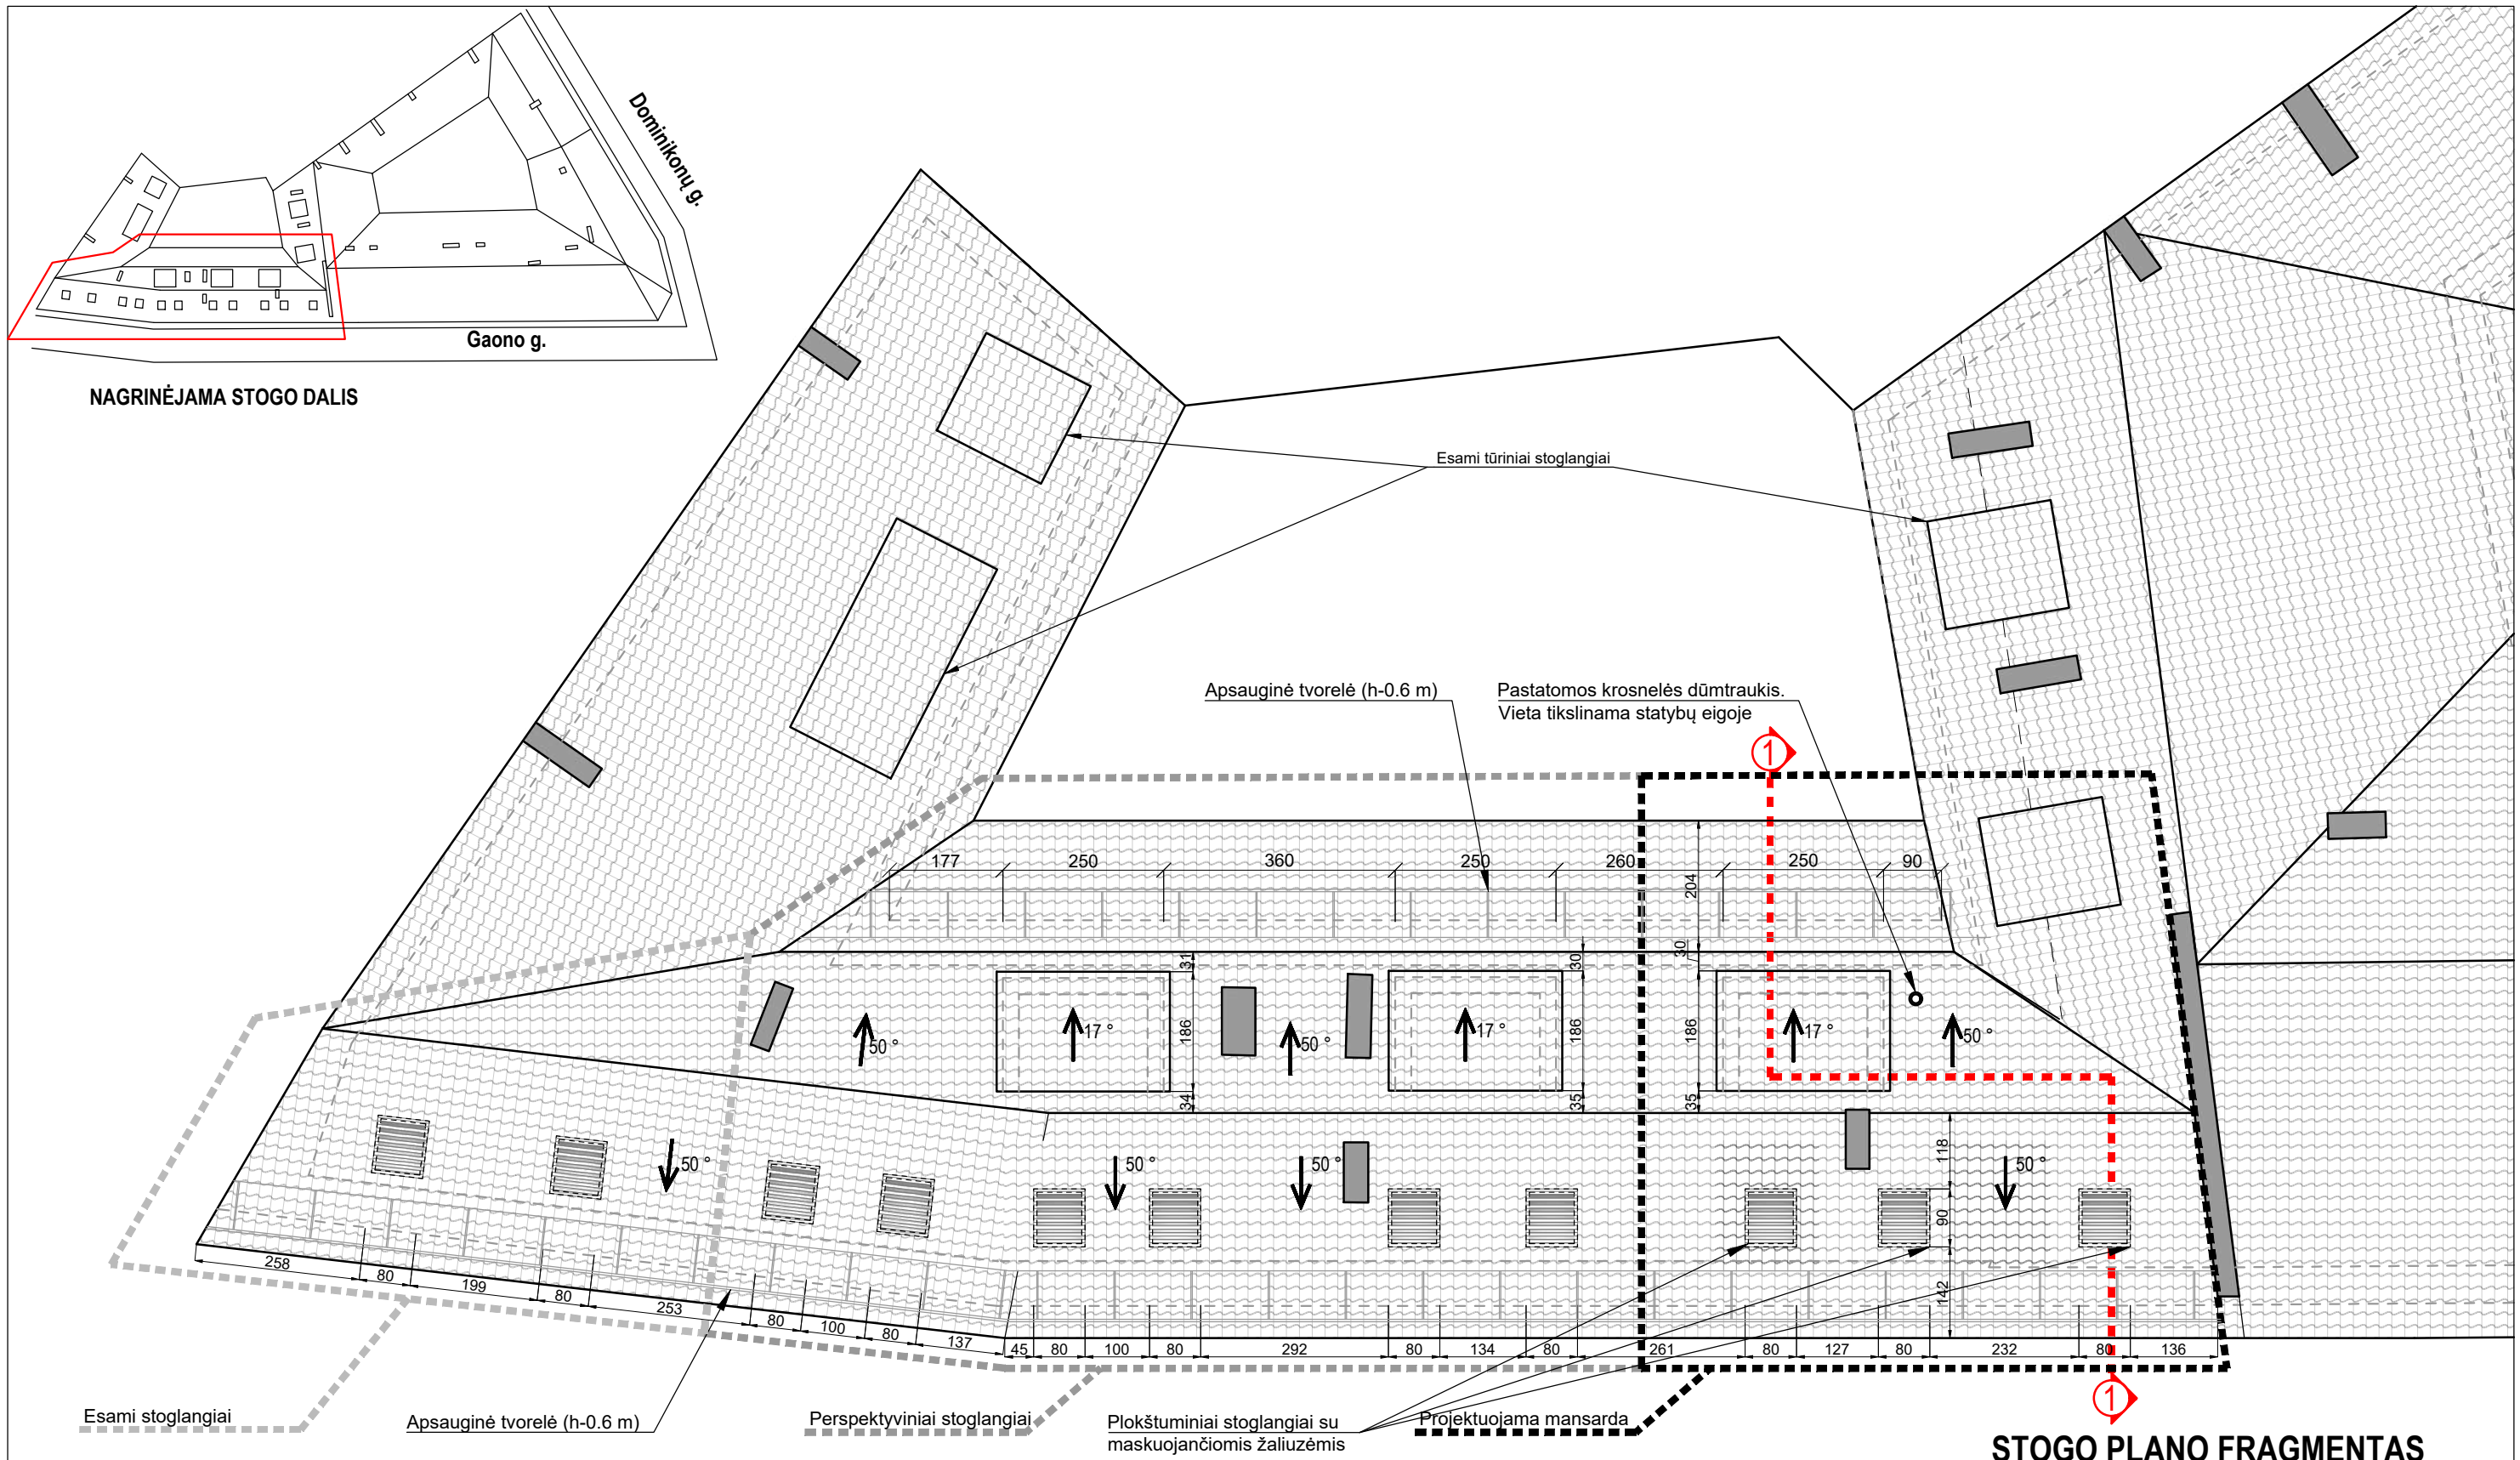 Dominikonų g.
Gaono g.
NAGRINĖJAMA STOGO DALIS
Esami tūriniai stoglangiai
Apsauginė tvorelė (h-0.6 m)
Pastatomos krosnelės dūmtraukis.
Vieta tikslinama statybų eigoje
1
177 250 360 250 260 250 90
204
30
31 30
186 186 186
34 35 35
17 ° 17 ° 17 °
50 ° 50 ° 50 °
50 ° 50 ° 50 ° 50 °
118
90
142
258 80 199 80 253 80 100 80 137
45 80 100 80 292 80 134 80 261 80 127 80 232 80 136
1
Esami stoglangiai
Apsauginė tvorelė (h-0.6 m)
Perspektyviniai stoglangiai
Plokštuminiai stoglangiai su
maskuojančiomis žaliuzėmis
Projektuojama mansarda
STOGO PLANO FRAGMENTAS